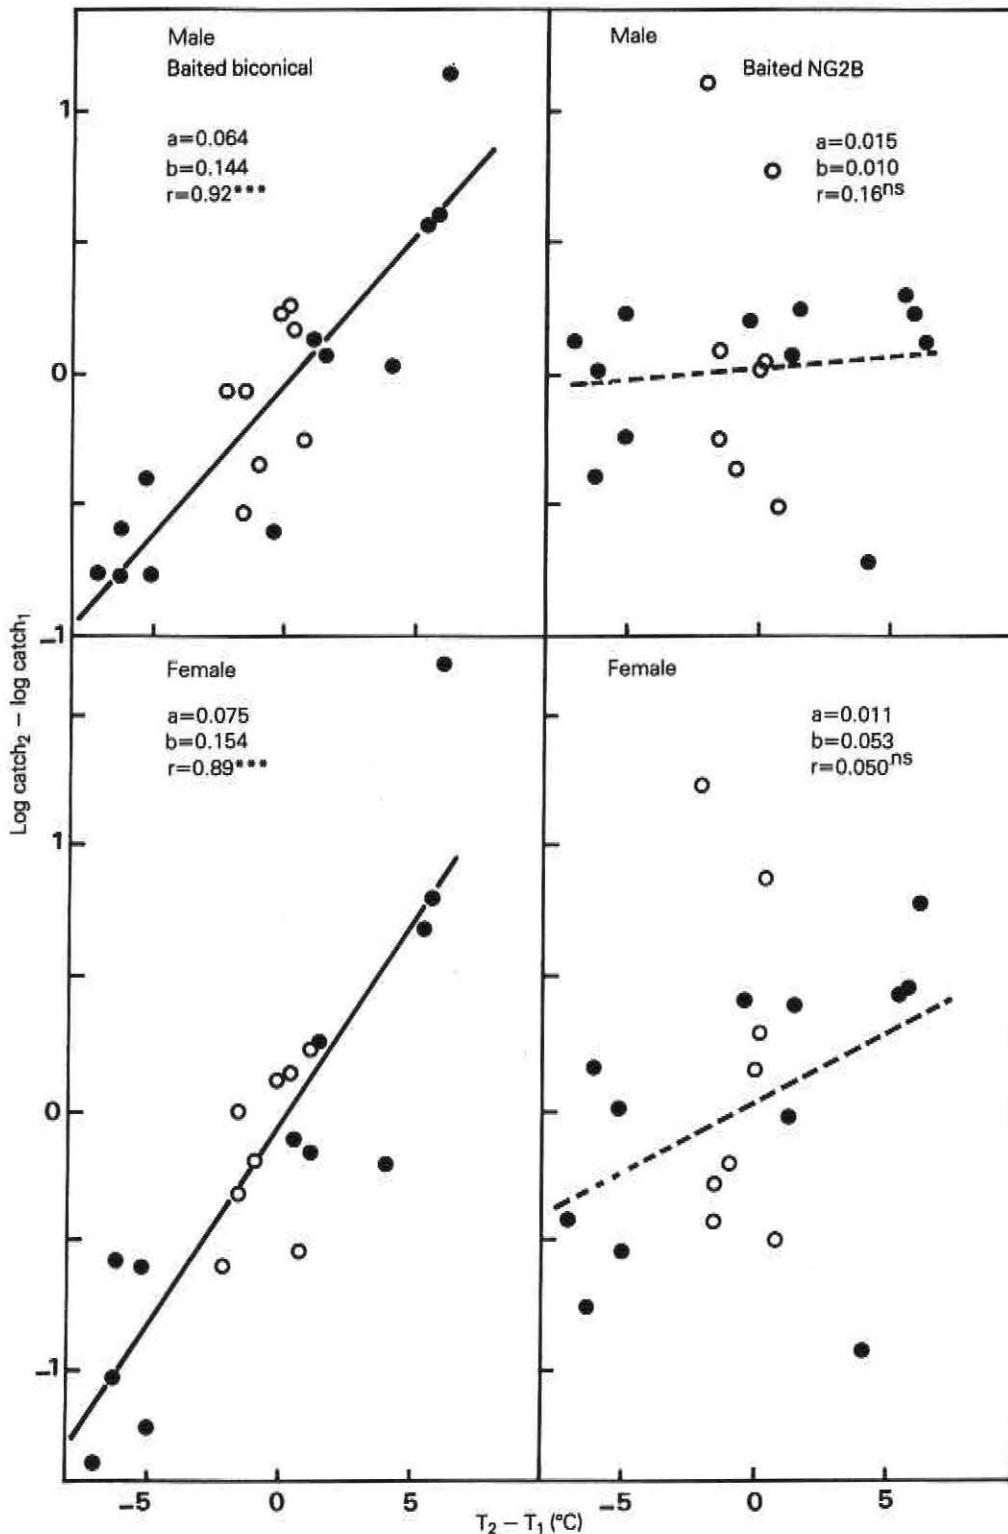 Male
Baited biconical
a=0.064
b=0.144
r=0.92***
Male
Baited NG2B
a=0.015
b=0.010
r=0.16ns
1
0
–1
Female
a=0.075
b=0.154
r=0.89***
Female
a=0.011
b=0.053
r=0.050ns
1
0
–1
Log catch2 – log catch1
–5 0 5
–5 0 5
T2 – T1 (°C)